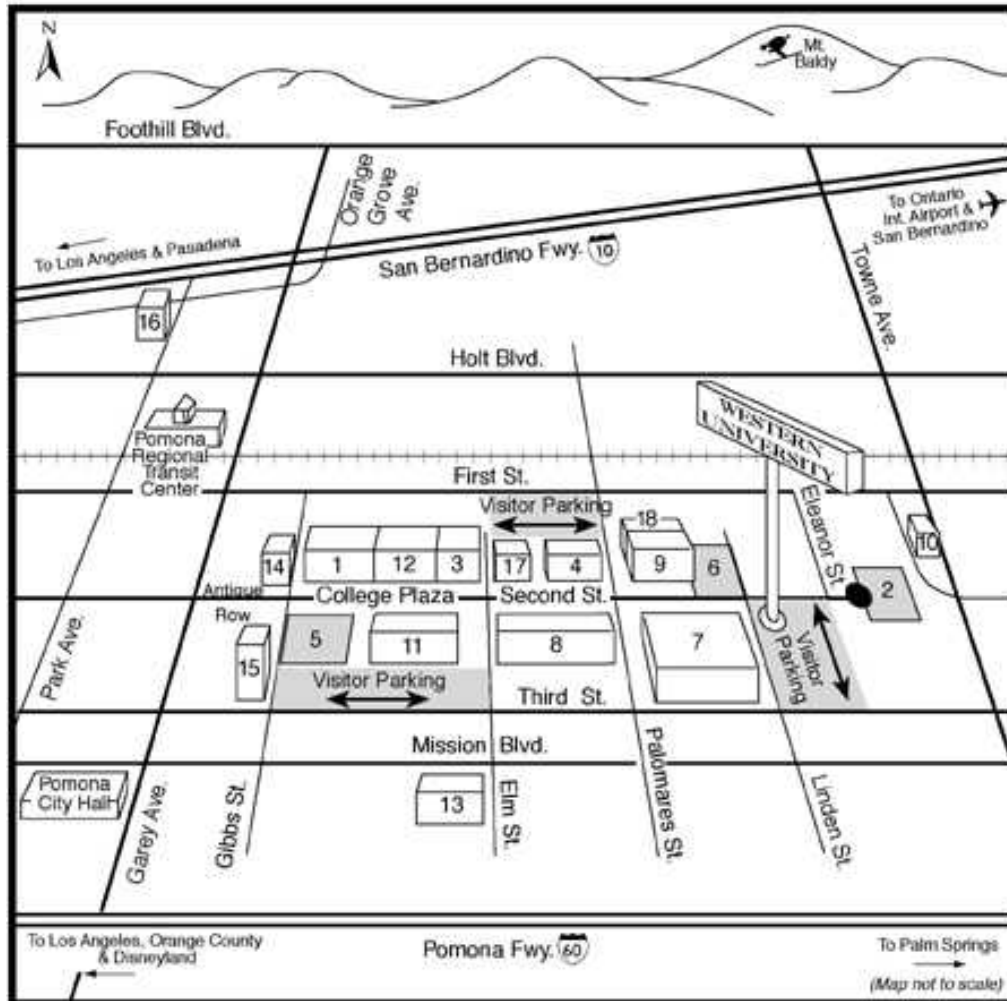 N
Mt.
Baldy
Foothill Blvd.
Orange
Grove
Ave.
To Los Angeles & Pasadena
San Bernardino Fwy. 10
To Ontario
Int. Airport &
San Bernardino
Towne Ave.
16
Holt Blvd.
WESTERN
UNIVERSITY
Pomona
Regional
Transit
Center
First St.
Visitor Parking
Eleanor St.
18
14
1
12
3
17
4
9
6
10
2
Antique
Row
College Plaza
Second St.
5
11
8
7
15
Visitor Parking
Visitor
Parking
Third St.
Park Ave.
Mission Blvd.
Pomona
City Hall
13
Garey Ave.
Gibbs St.
Elm St.
Palomares St.
Linden St.
To Los Angeles, Orange County
& Disneyland
Pomona Fwy. 60
To Palm Springs
(Map not to scale)